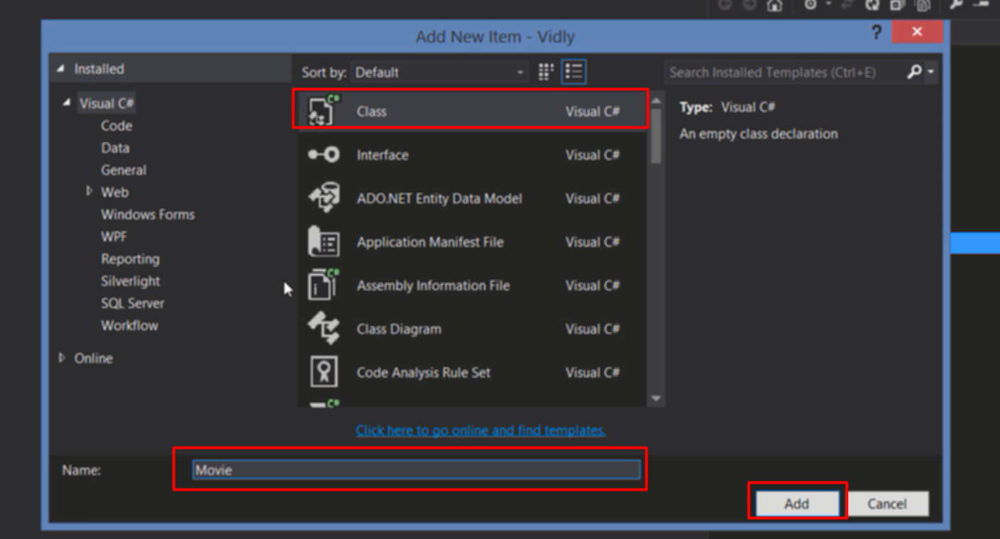 Add New Item - Vidly
?
Installed
Sort by: Default
Search Installed Templates (Ctrl+E)
Visual C#
Code
Data
General
Web
Windows Forms
WPF
Reporting
Silverlight
SQL Server
Workflow
Online
Class Visual C#
Interface Visual C#
ADO.NET Entity Data Model Visual C#
Application Manifest File Visual C#
Assembly Information File Visual C#
Class Diagram Visual C#
Code Analysis Rule Set Visual C#
Type: Visual C#
An empty class declaration
Click here to go online and find templates.
Name: Movie
Add Cancel